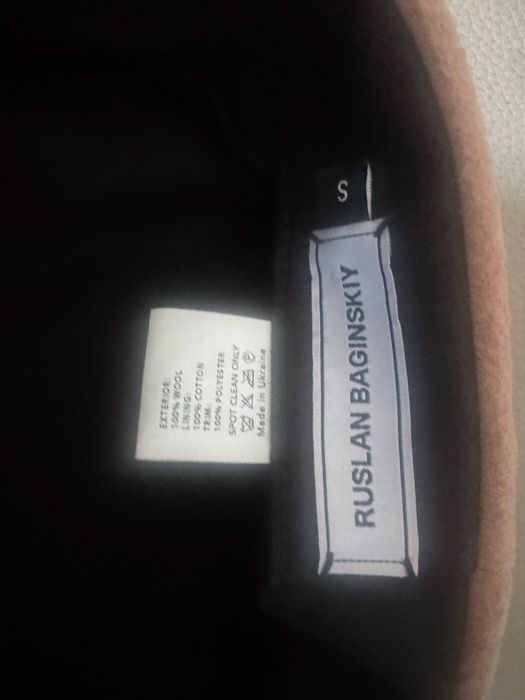 S
RUSLAN BAGINSKIY
EXTERIOR:
100% WOOL
LINING:
100% COTTON
TRIM:
100% POLYESTER
SPOT CLEAN ONLY
P
Made in Ukraine